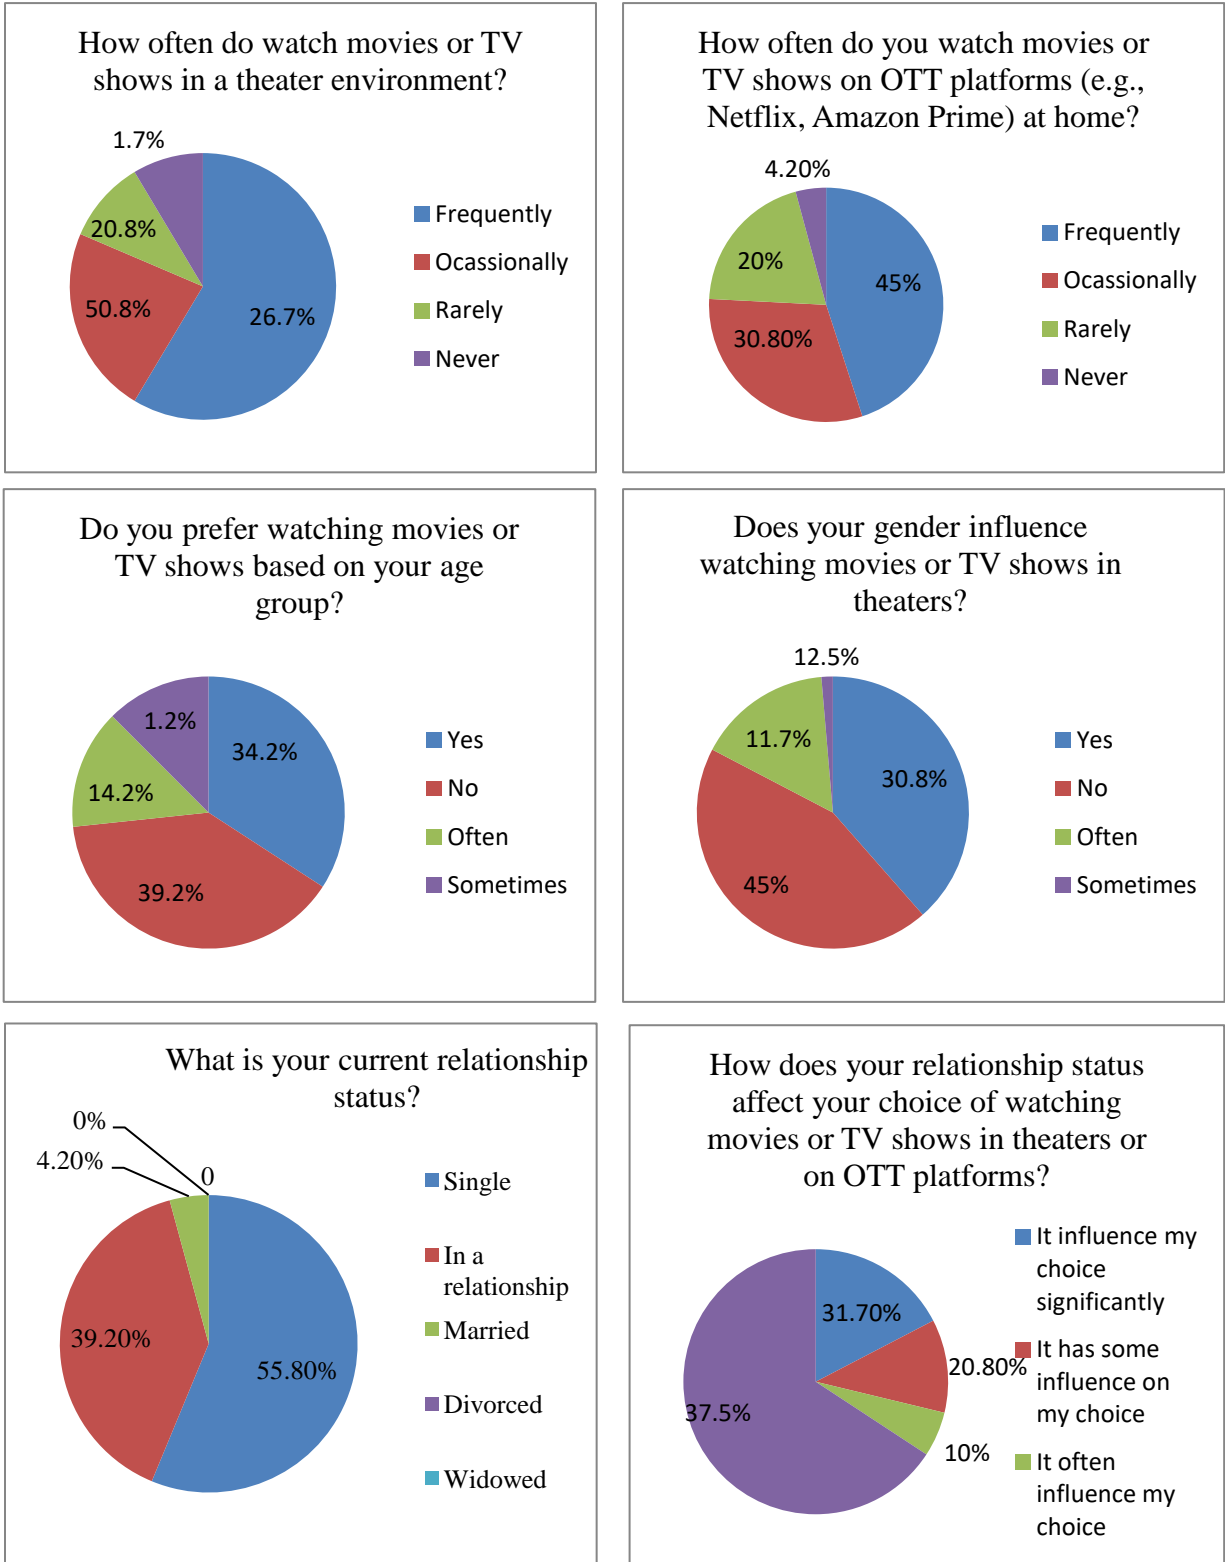 How often do watch movies or TV
shows in a theater environment?
1.7%
20.8%
50.8%
26.7%
Frequently
Ocassionally
Rarely
Never
How often do you watch movies or
TV shows on OTT platforms (e.g.,
Netflix, Amazon Prime) at home?
4.20%
20%
45%
30.80%
Frequently
Ocassionally
Rarely
Never
Do you prefer watching movies or
TV shows based on your age
group?
1.2%
34.2%
14.2%
39.2%
Yes
No
Often
Sometimes
Does your gender influence
watching movies or TV shows in
theaters?
12.5%
11.7%
30.8%
45%
Yes
No
Often
Sometimes
What is your current relationship
status?
0%
4.20%
0
39.20%
55.80%
Single
In a
relationship
Married
Divorced
Widowed
How does your relationship status
affect your choice of watching
movies or TV shows in theaters or
on OTT platforms?
31.70%
20.80%
37.5%
10%
It influence my
choice
significantly
It has some
influence on
my choice
It often
influence my
choice